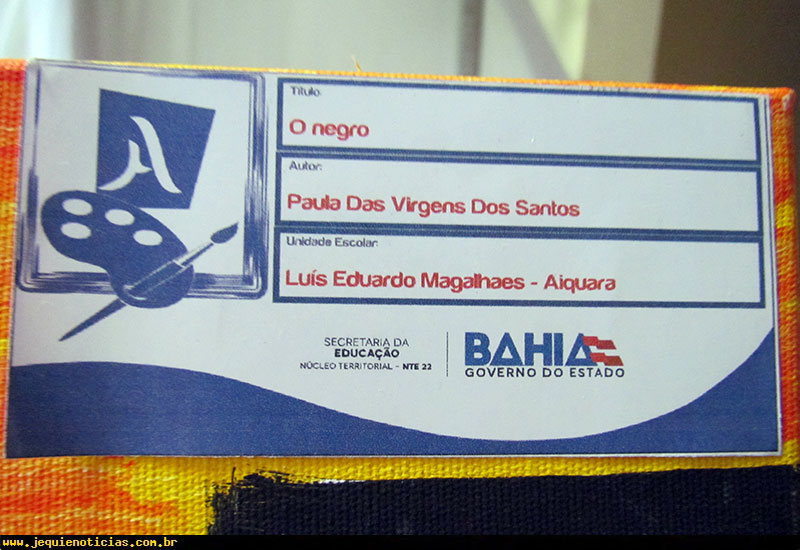 Título:
O negro
Autor:
Paula Das Virgens Dos Santos
Unidade Escolar:
Luís Eduardo Magalhaes - Aiquara
SECRETARIA DA
EDUCAÇÃO
NÚCLEO TERRITORIAL - NTE 22
BAHIA
GOVERNO DO ESTADO
www.jequienoticias.com.br